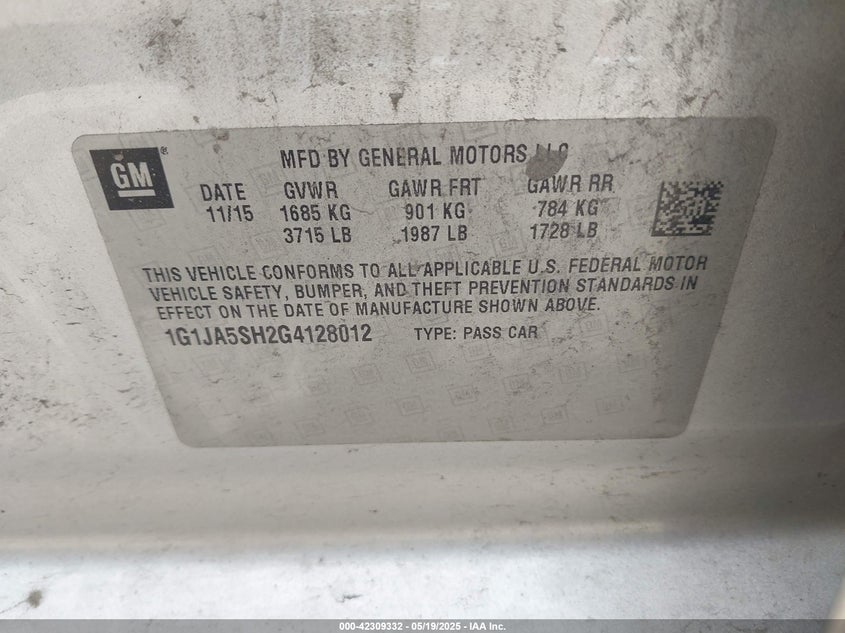 GM®
MFD BY GENERAL MOTORS LLC
DATE GVWR GAWR FRT GAWR RR
11/15 1685 KG 901 KG 784 KG
3715 LB 1987 LB 1728 LB
THIS VEHICLE CONFORMS TO ALL APPLICABLE U.S. FEDERAL MOTOR
VEHICLE SAFETY, BUMPER, AND THEFT PREVENTION STANDARDS IN
EFFECT ON THE DATE OF MANUFACTURE SHOWN ABOVE.
1G1JA5SH2G4128012 TYPE: PASS CAR
000-42309332 - 05/19/2025 - IAA Inc.